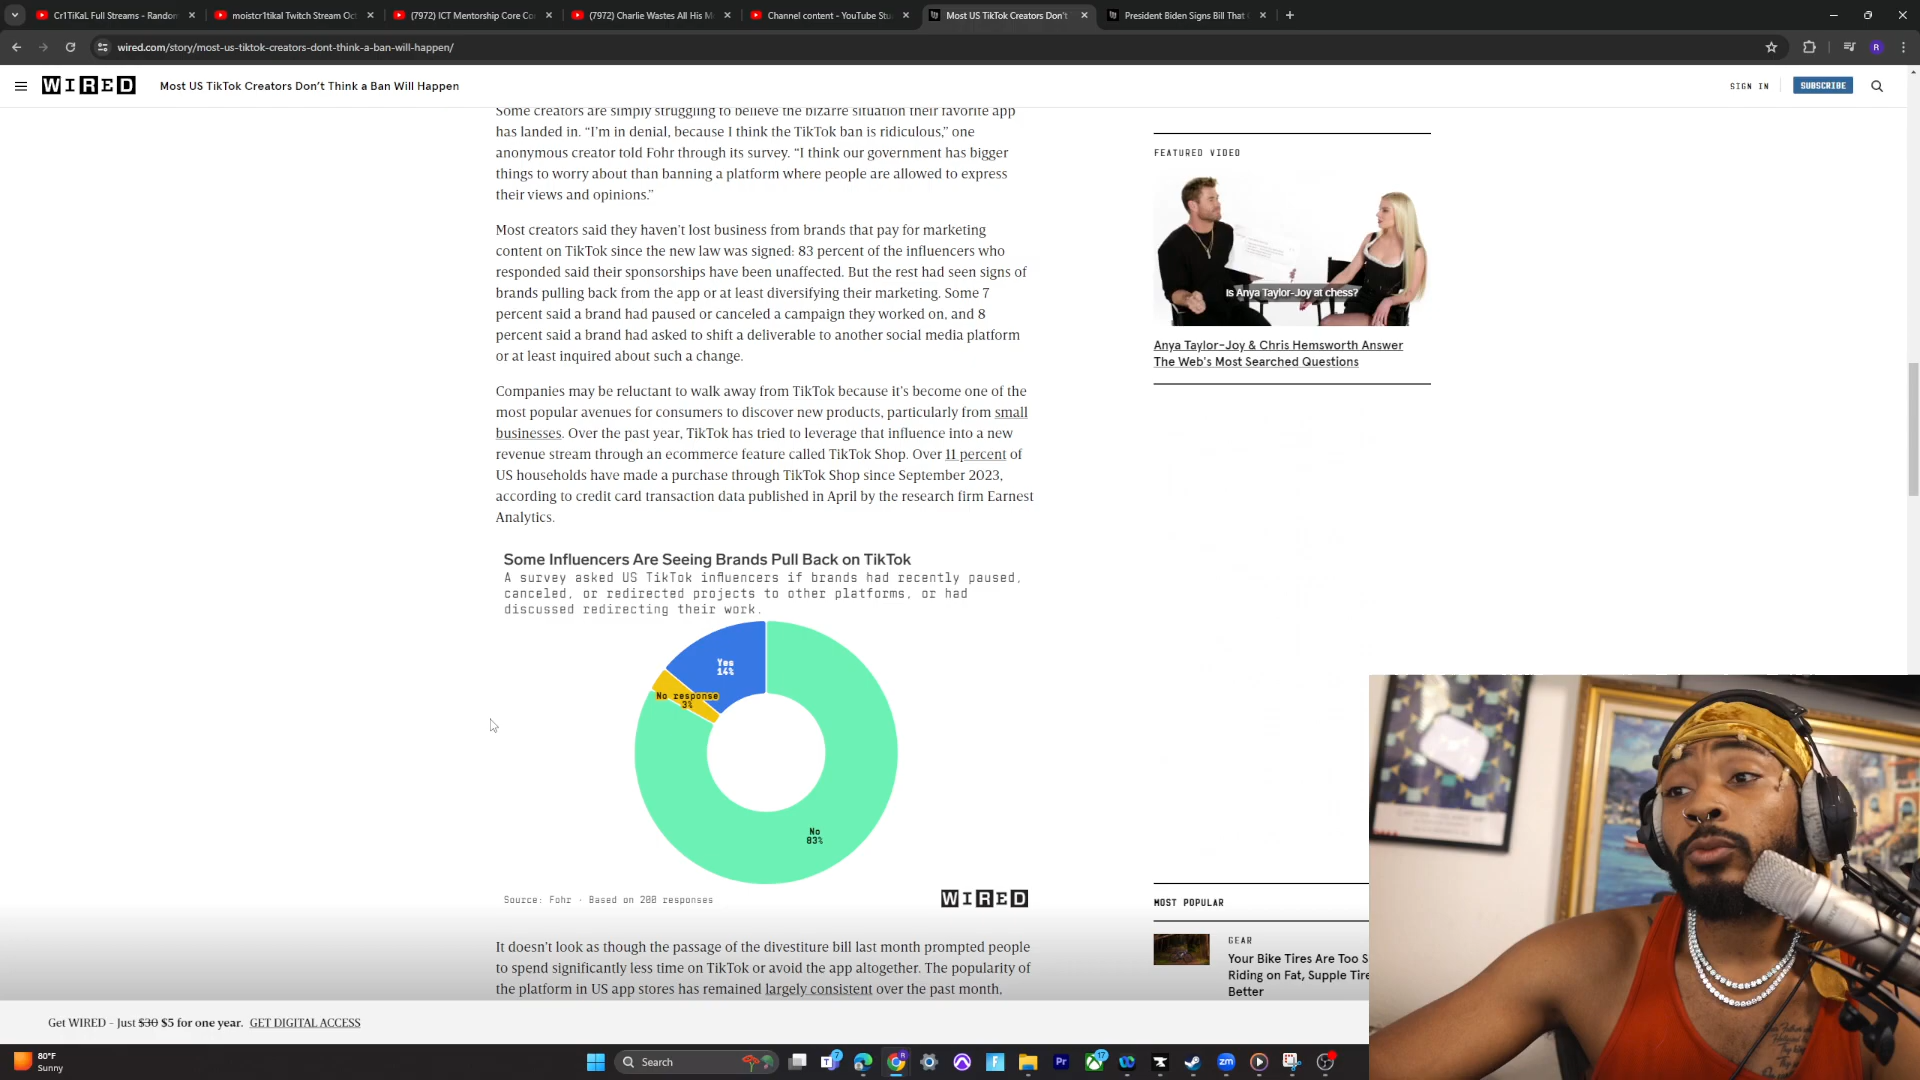 Cr1TiKaL Full Streams - Random
moistcr1tikal Twitch Stream Oct
(7972) ICT Mentorship Core Co
(7972) Charlie Wastes All His M
Channel content - YouTube Stu
Most US TikTok Creators Don't
President Biden Signs Bill That
wired.com/story/most-us-tiktok-creators-dont-think-a-ban-will-happen/
R
WIRED
Most US TikTok Creators Don't Think a Ban Will Happen
SIGN IN
SUBSCRIBE
Some creators are simply struggling to believe the bizarre situation their favorite app
has landed in. “I’m in denial, because I think the TikTok ban is ridiculous,” one
anonymous creator told Fohr through its survey. “I think our government has bigger
things to worry about than banning a platform where people are allowed to express
their views and opinions.”
Most creators said they haven’t lost business from brands that pay for marketing
content on TikTok since the new law was signed: 83 percent of the influencers who
responded said their sponsorships have been unaffected. But the rest had seen signs of
brands pulling back from the app or at least diversifying their marketing. Some 7
percent said a brand had paused or canceled a campaign they worked on, and 8
percent said a brand had asked to shift a deliverable to another social media platform
or at least inquired about such a change.
Companies may be reluctant to walk away from TikTok because it’s become one of the
most popular avenues for consumers to discover new products, particularly from small
businesses. Over the past year, TikTok has tried to leverage that influence into a new
revenue stream through an ecommerce feature called TikTok Shop. Over 11 percent of
US households have made a purchase through TikTok Shop since September 2023,
according to credit card transaction data published in April by the research firm Earnest
Analytics.
Some Influencers Are Seeing Brands Pull Back on TikTok
A survey asked US TikTok influencers if brands had recently paused,
canceled, or redirected projects to other platforms, or had
discussed redirecting their work.
Yes
14%
No response
3%
No
83%
Source: Fohr · Based on 200 responses
WIRED
It doesn’t look as though the passage of the divestiture bill last month prompted people
to spend significantly less time on TikTok or avoid the app altogether. The popularity of
the platform in US app stores has remained largely consistent over the past month,
FEATURED VIDEO
Is Anya Taylor-Joy at chess?
Anya Taylor-Joy & Chris Hemsworth Answer
The Web's Most Searched Questions
MOST POPULAR
GEAR
Your Bike Tires Are Too S
Riding on Fat, Supple Tire
Better
Get WIRED - Just $30 $5 for one year. GET DIGITAL ACCESS
80°F
Sunny
Search
7
Pr
17
zm